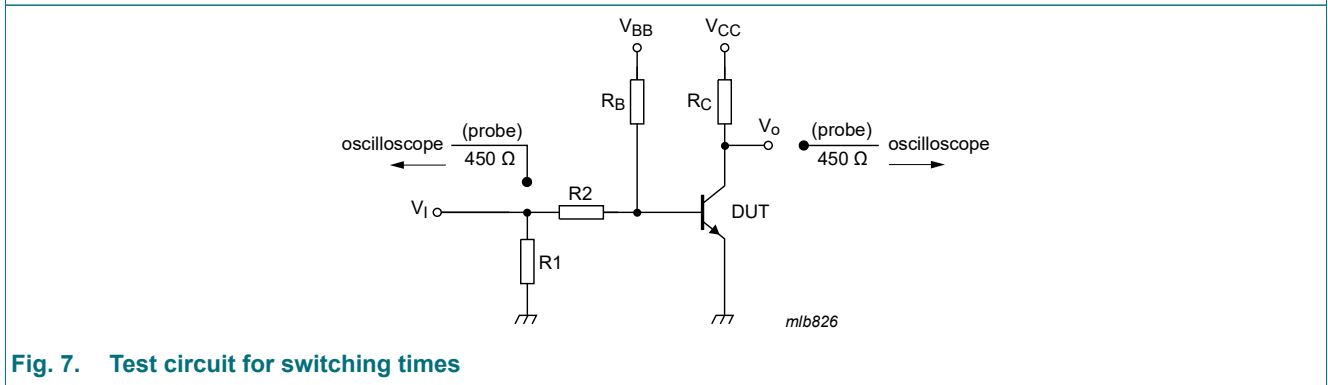 VBB
VCC
RB
RC
Vo
oscilloscope
(probe)
450 Ω
(probe)
450 Ω
oscilloscope
R2
VI
DUT
R1
mlb826
Fig. 7. Test circuit for switching times